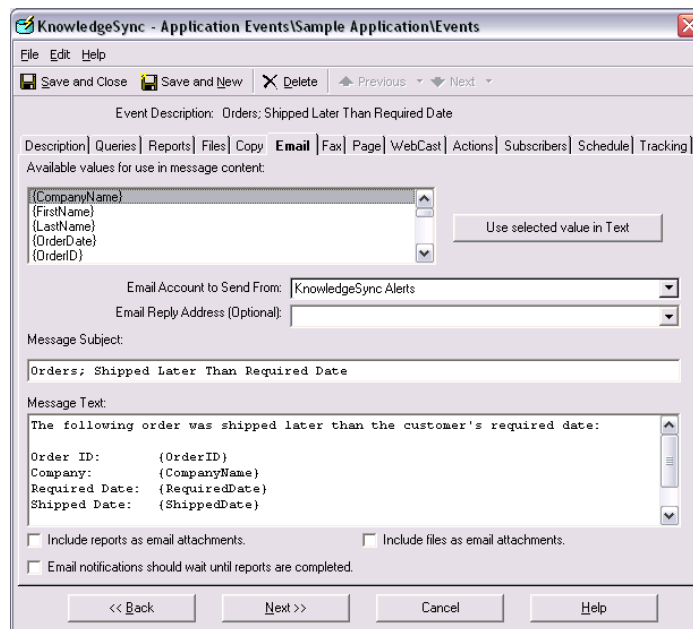 KnowledgeSync - Application Events\Sample Application\Events
File Edit Help
Save and Close Save and New Delete Previous Next
Event Description: Orders; Shipped Later Than Required Date
Description Queries Reports Files Copy Email Fax Page WebCast Actions Subscribers Schedule Tracking
Available values for use in message content:
{CompanyName}
{FirstName}
{LastName}
{OrderDate}
{OrderID}
Use selected value in Text
Email Account to Send From: KnowledgeSync Alerts
Email Reply Address (Optional):
Message Subject:
Orders; Shipped Later Than Required Date
Message Text:
The following order was shipped later than the customer's required date:
Order ID: {OrderID}
Company: {CompanyName}
Required Date: {RequiredDate}
Shipped Date: {ShippedDate}
Include reports as email attachments. Include files as email attachments.
Email notifications should wait until reports are completed.
<< Back Next >> Cancel Help